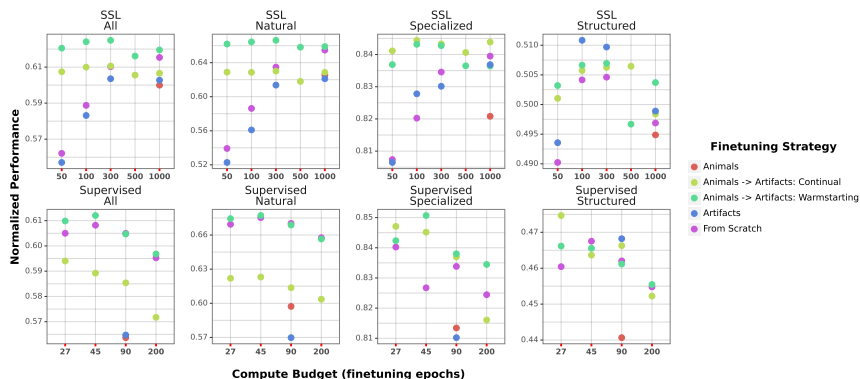 SSL
All
SSL
Natural
SSL
Specialized
SSL
Structured
0.61
0.59
0.57
50 100 300 500 1000
0.64
0.60
0.56
0.52
50 100 300 500 1000
0.84
0.83
0.82
0.81
50 100 300 500 1000
0.510
0.505
0.500
0.495
0.490
50 100 300 500 1000
Supervised
All
Supervised
Natural
Supervised
Specialized
Supervised
Structured
0.61
0.60
0.59
0.58
0.57
27 45 90 200
0.66
0.63
0.60
0.57
27 45 90 200
0.85
0.84
0.83
0.82
0.81
27 45 90 200
0.47
0.46
0.45
0.44
27 45 90 200
Normalized Performance
Compute Budget (finetuning epochs)
Finetuning Strategy
Animals
Animals -> Artifacts: Continual
Animals -> Artifacts: Warmstarting
Artifacts
From Scratch